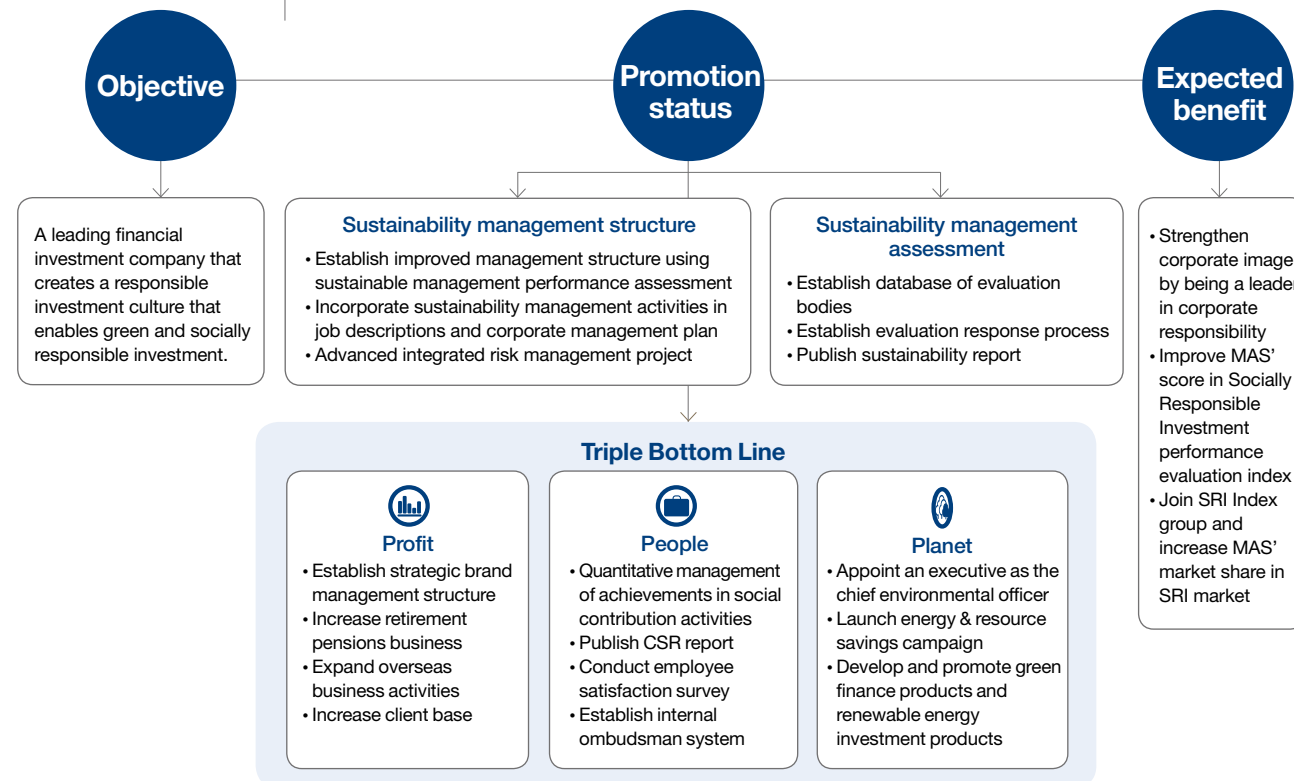 Objective
Promotion
status
Expected
benefit
A leading financial
investment company that
creates a responsible
investment culture that
enables green and socially
responsible investment.
Sustainability management structure
• Establish improved management structure using
sustainable management performance assessment
• Incorporate sustainability management activities in
job descriptions and corporate management plan
• Advanced integrated risk management project
Sustainability management
assessment
• Establish database of evaluation
bodies
• Establish evaluation response process
• Publish sustainability report
• Strengthen
corporate image
by being a leader
in corporate
responsibility
• Improve MAS'
score in Socially
Responsible
Investment
performance
evaluation index
• Join SRI Index
group and
increase MAS'
market share in
SRI market
Triple Bottom Line
Profit
• Establish strategic brand
management structure
• Increase retirement
pensions business
• Expand overseas
business activities
• Increase client base
People
• Quantitative management
of achievements in social
contribution activities
• Publish CSR report
• Conduct employee
satisfaction survey
• Establish internal
ombudsman system
Planet
• Appoint an executive as the
chief environmental officer
• Launch energy & resource
savings campaign
• Develop and promote green
finance products and
renewable energy
investment products